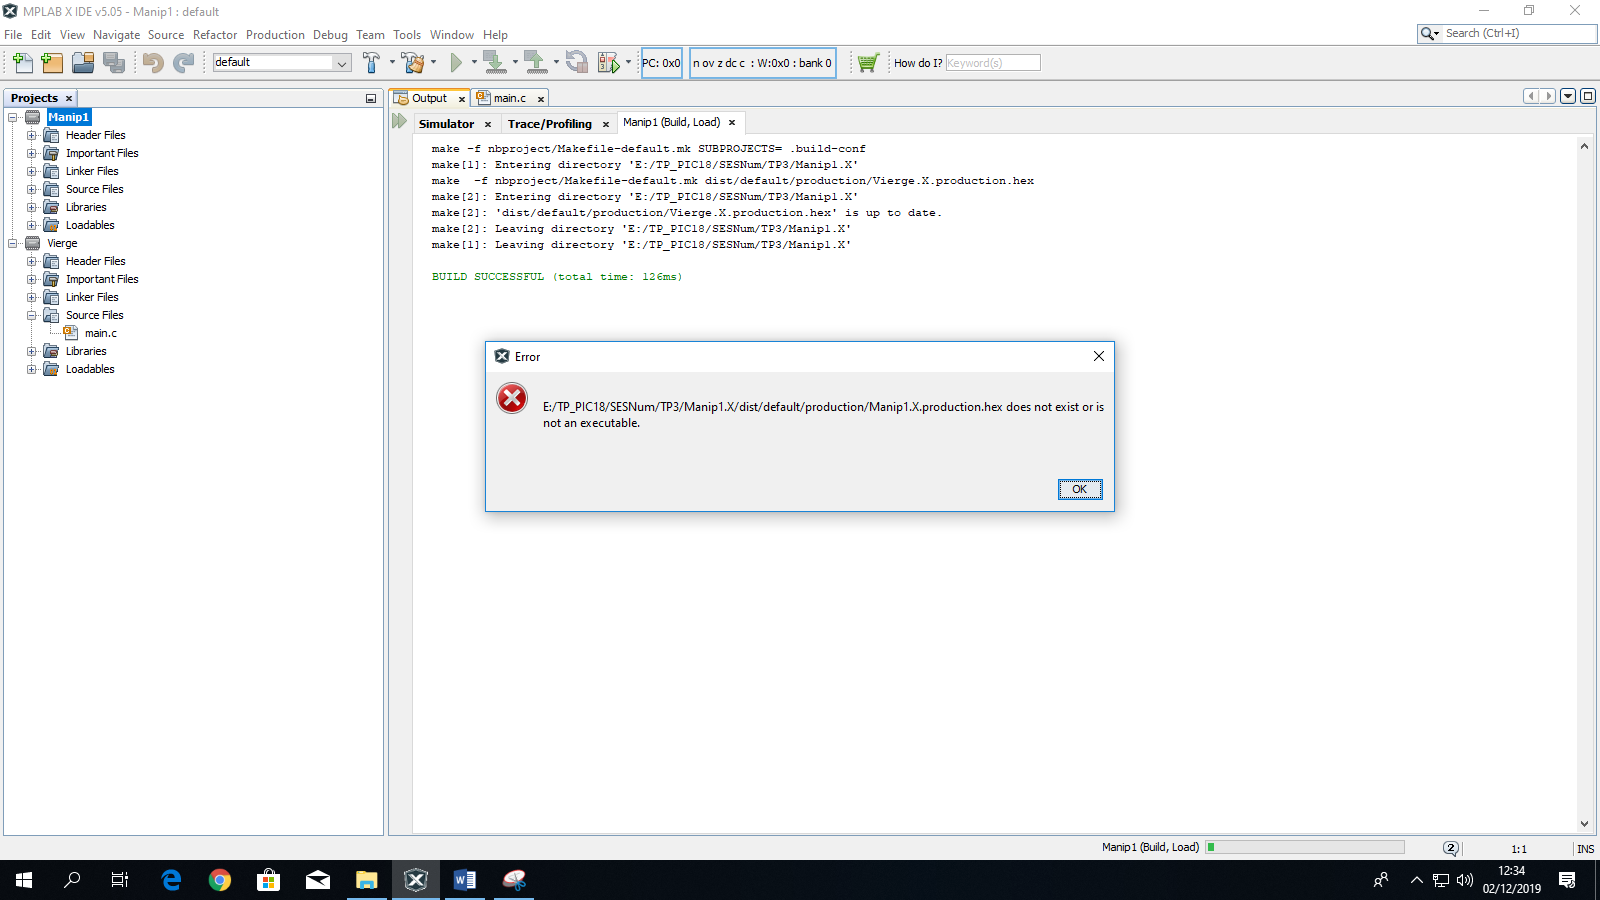 MPLAB X IDE v5.05 - Manip1 : default
File Edit View Navigate Source Refactor Production Debug Team Tools Window Help
Search (Ctrl+I)
default
PC: 0x0
n ov z dc c : W:0x0 : bank 0
How do I?
Keyword(s)
Projects
Manip1
Header Files
Important Files
Linker Files
Source Files
Libraries
Loadables
Vierge
Header Files
Important Files
Linker Files
Source Files
main.c
Libraries
Loadables
Output
main.c
Simulator
Trace/Profiling
Manip1 (Build, Load)
make -f nbproject/Makefile-default.mk SUBPROJECTS= .build-conf
make[1]: Entering directory 'E:/TP_PIC18/SESNum/TP3/Manip1.X'
make  -f nbproject/Makefile-default.mk dist/default/production/Vierge.X.production.hex
make[2]: Entering directory 'E:/TP_PIC18/SESNum/TP3/Manip1.X'
make[2]: 'dist/default/production/Vierge.X.production.hex' is up to date.
make[2]: Leaving directory 'E:/TP_PIC18/SESNum/TP3/Manip1.X'
make[1]: Leaving directory 'E:/TP_PIC18/SESNum/TP3/Manip1.X'
BUILD SUCCESSFUL (total time: 126ms)
Error
E:/TP_PIC18/SESNum/TP3/Manip1.X/dist/default/production/Manip1.X.production.hex does not exist or is
not an executable.
OK
Manip1 (Build, Load)
2
1:1
INS
12:34
02/12/2019